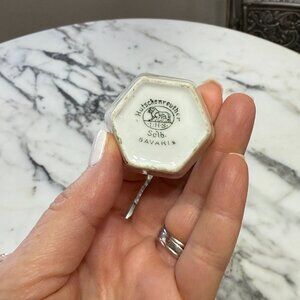 Hutschenreuther
L.H.S.
Selb.
BAVARIA